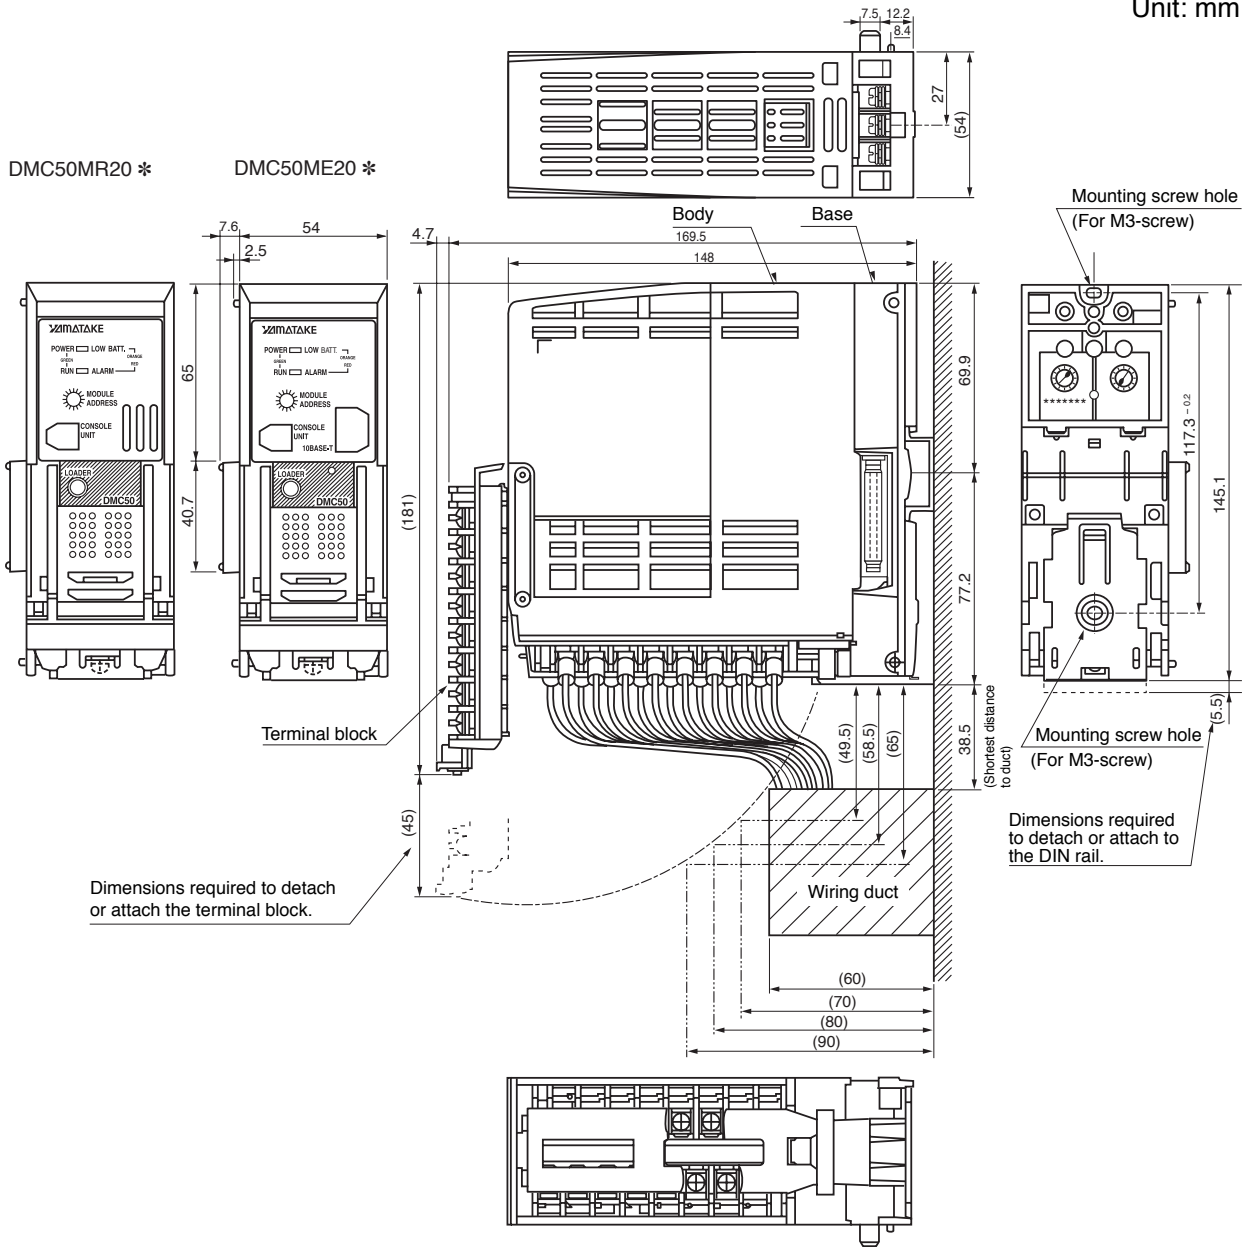 Unit: mm
7.5
12.2
8.4
27
(54)
DMC50MR20 *
DMC50ME20 *
Body
Base
Mounting screw hole
(For M3-screw)
7.6
54
2.5
4.7
169.5
148
YAMATAKE
POWER
LOW BATT.
ORANGE
GREEN
RED
RUN
ALARM
MODULE
ADDRESS
CONSOLE
UNIT
LOADER
DMC50
65
40.7
YAMATAKE
POWER
LOW BATT.
ORANGE
GREEN
RED
RUN
ALARM
MODULE
ADDRESS
CONSOLE
UNIT
10BASE-T
LOADER
DMC50
(181)
(45)
69.9
77.2
38.5
(Shortest distance
to duct)
*******
117.3 - 0.2
145.1
(5.5)
Terminal block
(49.5)
(58.5)
(65)
Mounting screw hole
(For M3-screw)
Dimensions required
to detach or attach to
the DIN rail.
Dimensions required to detach
or attach the terminal block.
Wiring duct
(60)
(70)
(80)
(90)